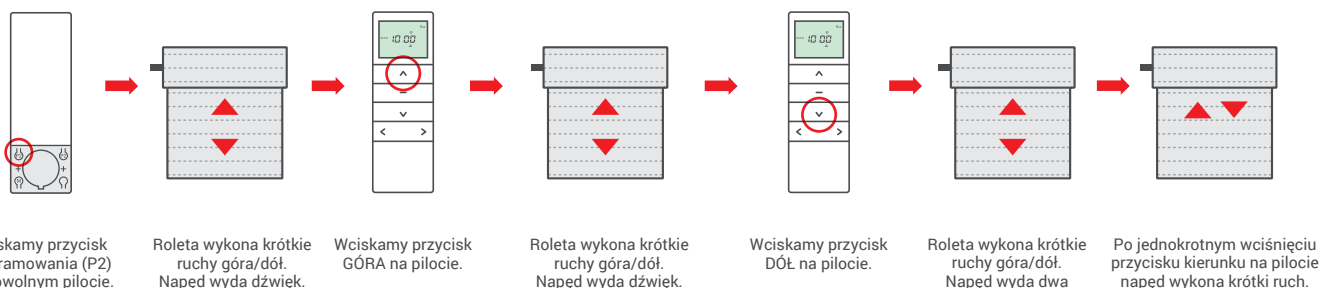 10 00
10 00
skamy przycisk
ramowania (P2)
owolnym pilocie.
Roleta wykona krótkie
ruchy góra/dół.
Napęd wyda dźwięk.
Wciskamy przycisk
GÓRA na pilocie.
Roleta wykona krótkie
ruchy góra/dół.
Napęd wyda dźwięk.
Wciskamy przycisk
DÓŁ na pilocie.
Roleta wykona krótkie
ruchy góra/dół.
Napęd wyda dwa
Po jednokrotnym wciśnięciu
przycisku kierunku na pilocie
napęd wykona krótki ruch.